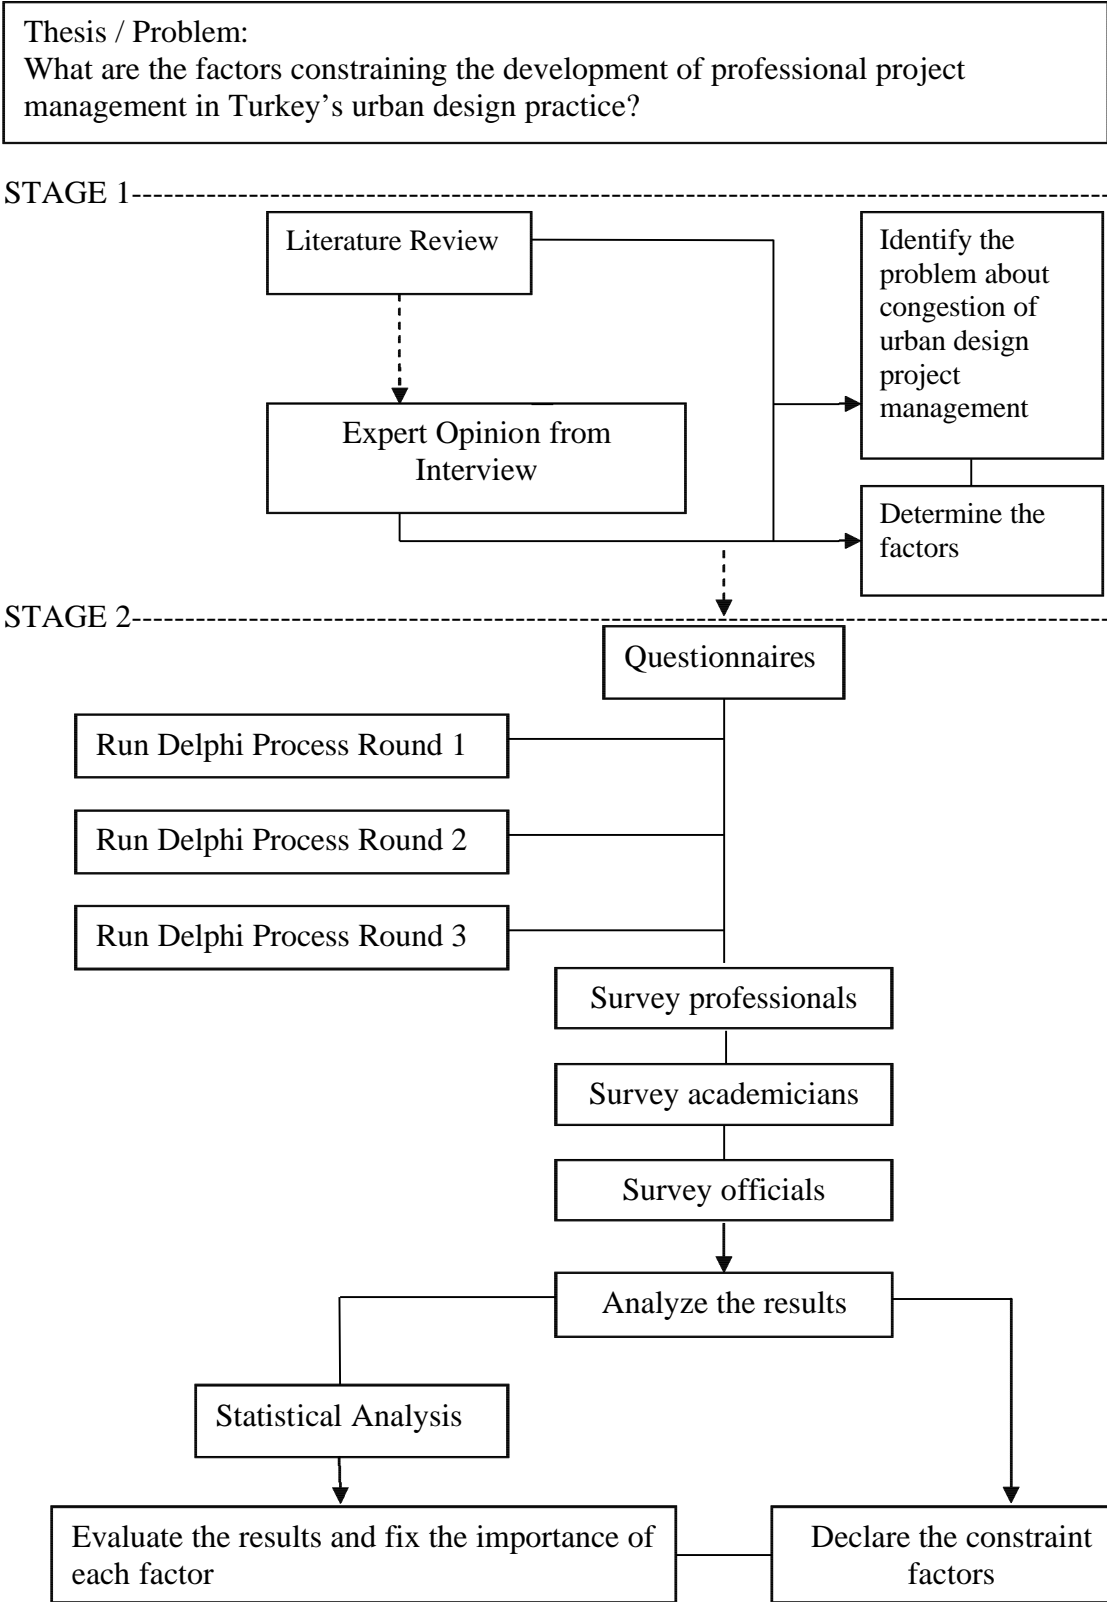 Thesis / Problem:
What are the factors constraining the development of professional project
management in Turkey’s urban design practice?
STAGE 1
Literature Review
Identify the
problem about
congestion of
urban design
project
management
Expert Opinion from
Interview
Determine the
factors
STAGE 2
Questionnaires
Run Delphi Process Round 1
Run Delphi Process Round 2
Run Delphi Process Round 3
Survey professionals
Survey academicians
Survey officials
Analyze the results
Statistical Analysis
Evaluate the results and fix the importance of
each factor
Declare the constraint
factors